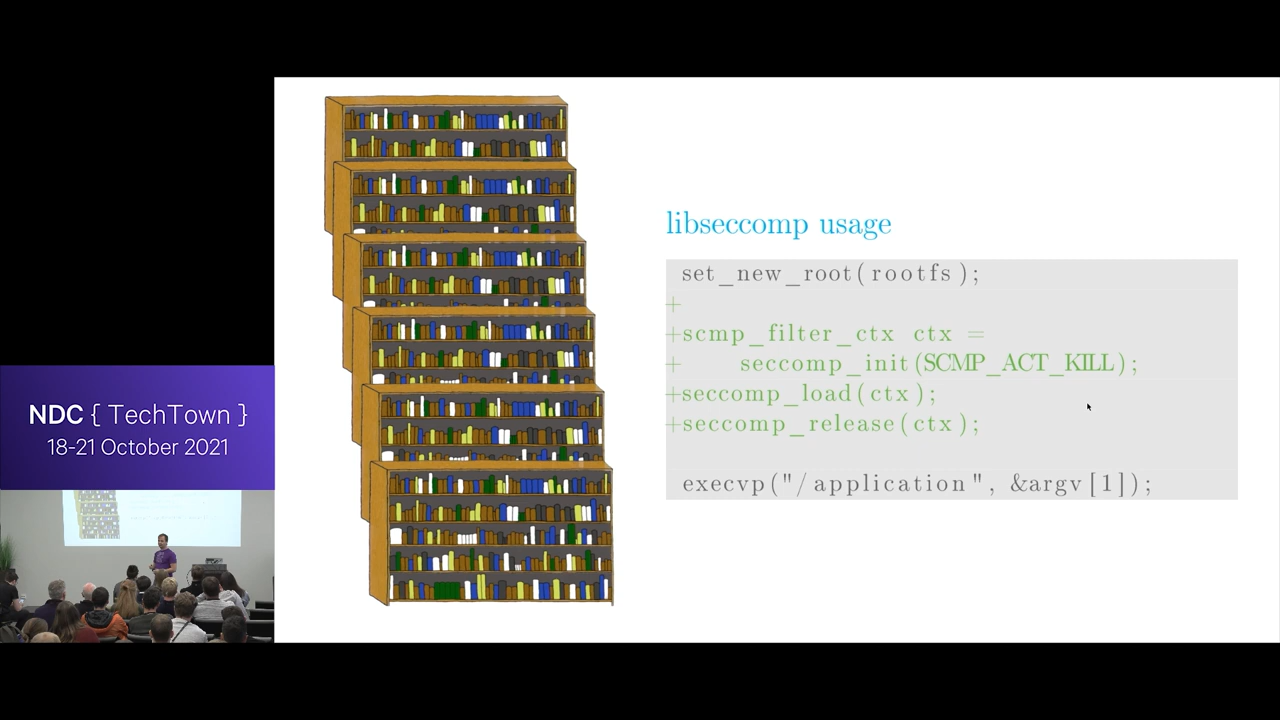 libseccomp usage
set_new_root(rootfs);
+
+scmp_filter_ctx ctx =
+    seccomp_init(SCMP_ACT_KILL);
+seccomp_load(ctx);
+seccomp_release(ctx);
execvp("/application", &argv[1]);
NDC { TechTown }
18-21 October 2021